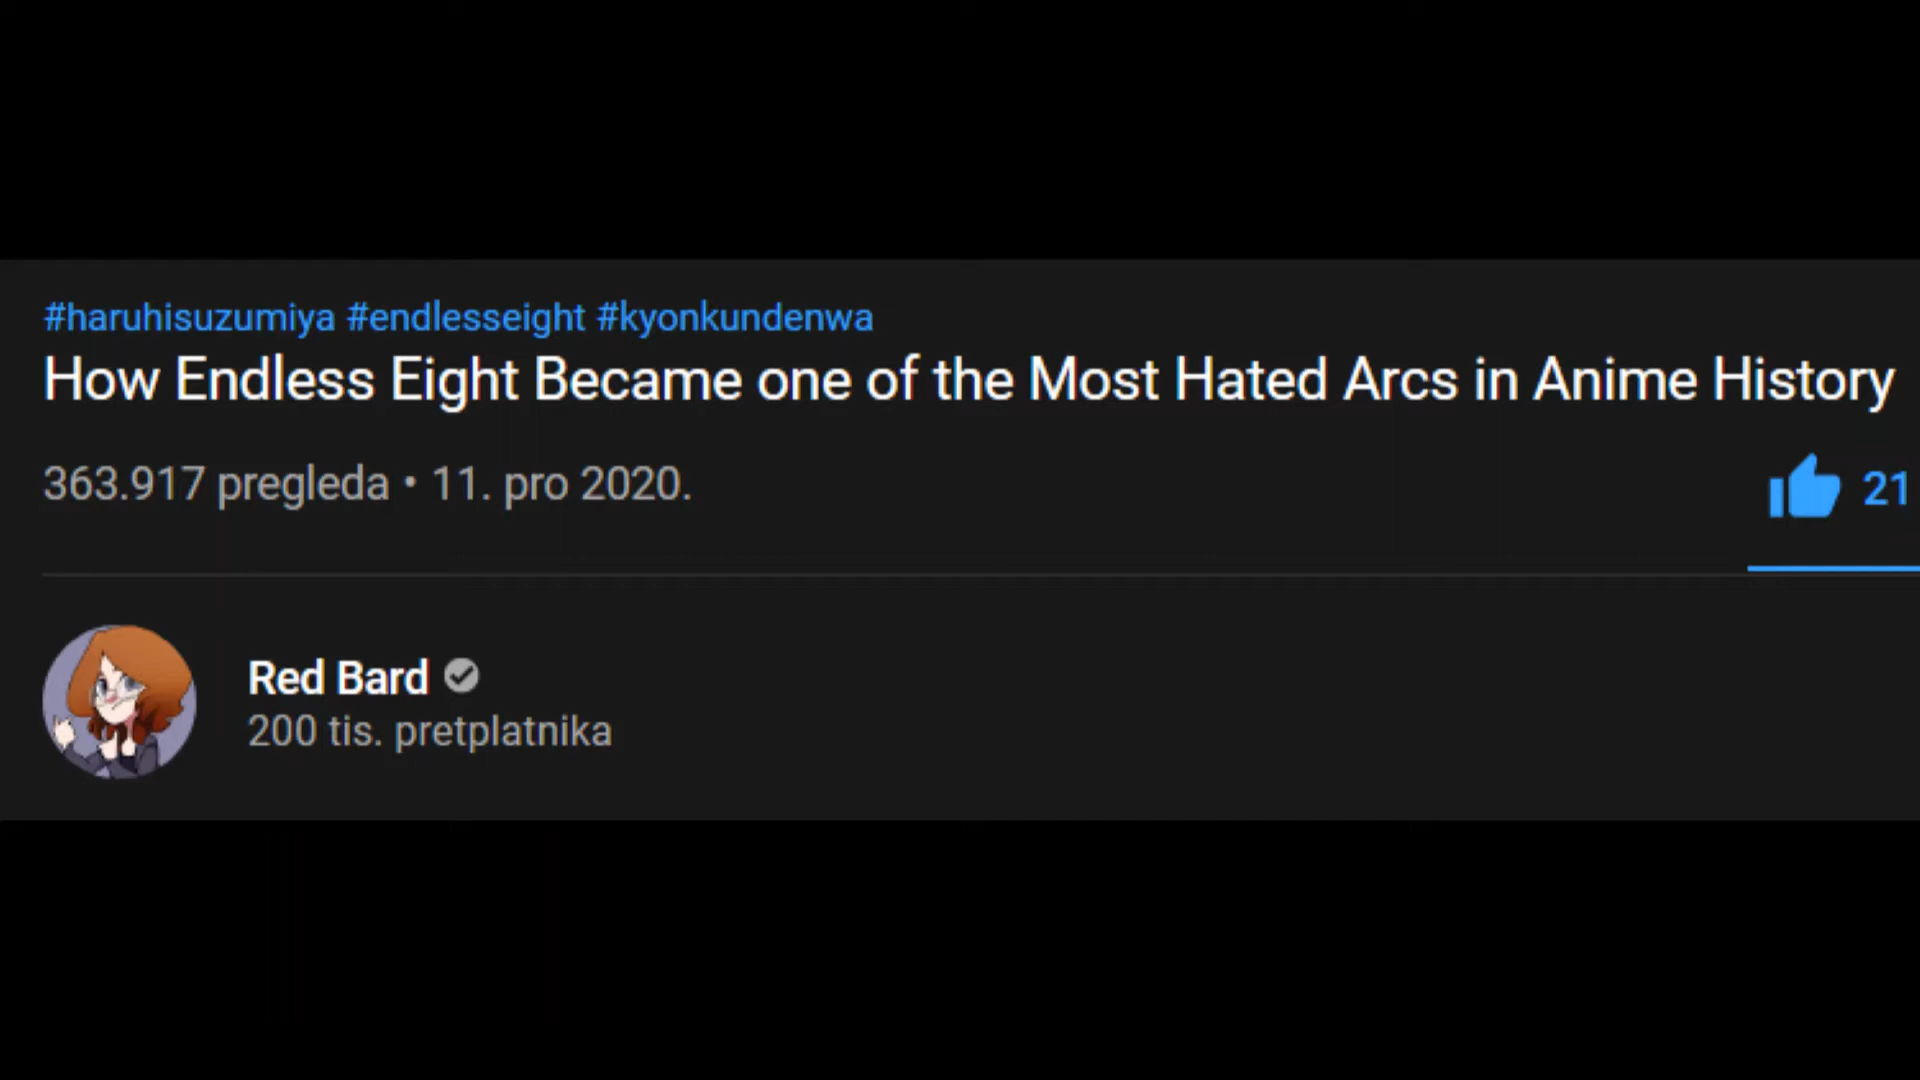 #haruhisuzumiya #endlesseight #kyonkundenwa
How Endless Eight Became one of the Most Hated Arcs in Anime History
363.917 pregleda • 11. pro 2020.
21
Red Bard
200 tis. pretplatnika